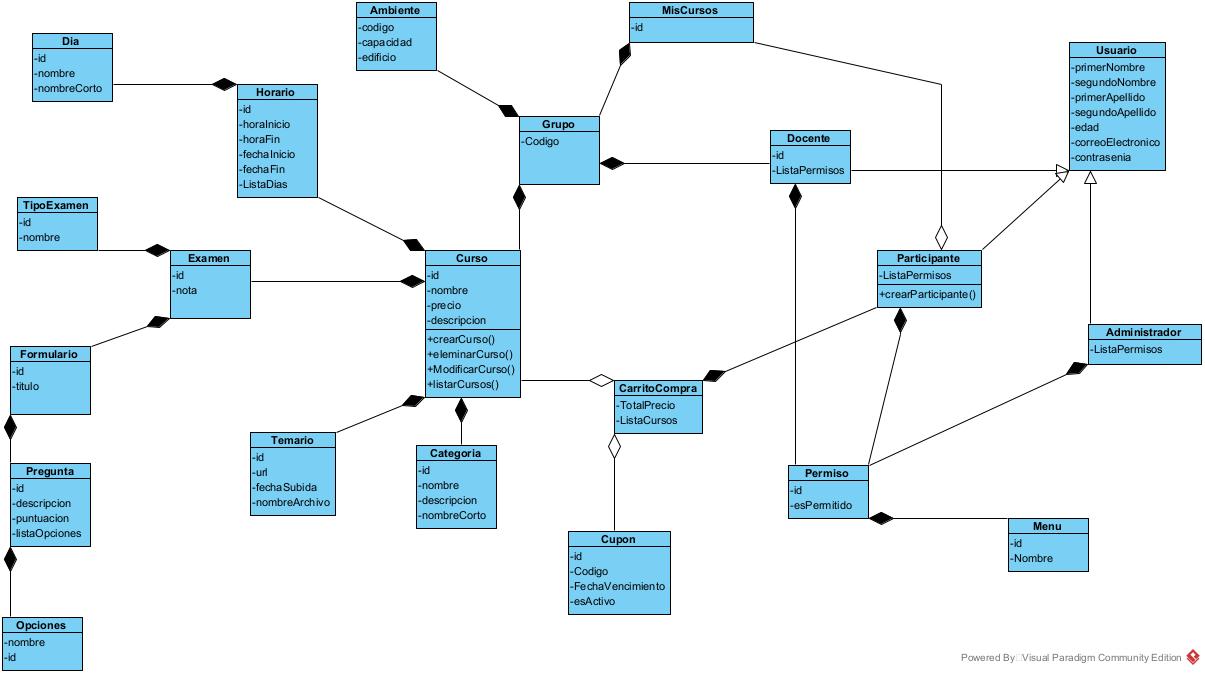 Ambiente
-codigo
-capacidad
-edificio
MisCursos
-id
Dia
-id
-nombre
-nombreCorto
Usuario
-primerNombre
-segundoNombre
-primerApellido
-segundoApellido
-edad
-correoElectronico
-contrasenia
Horario
-id
-horaInicio
-horaFin
-fechaInicio
-fechaFin
-ListaDias
Grupo
-Codigo
Docente
-id
-ListaPermisos
TipoExamen
-id
-nombre
Examen
-id
-nota
Curso
-id
-nombre
-precio
-descripcion
+crearCurso()
+eleminarCurso()
+ModificarCurso()
+listarCursos()
Participante
-ListaPermisos
+crearParticipante()
Administrador
-ListaPermisos
Formulario
-id
-titulo
CarritoCompra
-TotalPrecio
-ListaCursos
Temario
-id
-url
-fechaSubida
-nombreArchivo
Categoria
-id
-nombre
-descripcion
-nombreCorto
Pregunta
-id
-descripcion
-puntuacion
-listaOpciones
Permiso
-id
-esPermitido
Menu
-id
-Nombre
Cupon
-id
-Codigo
-FechaVencimiento
-esActivo
Opciones
-nombre
-id
Powered By Visual Paradigm Community Edition